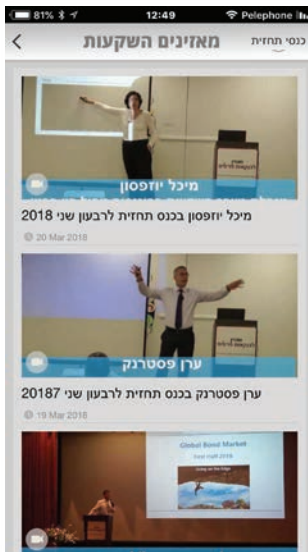 81% 12:49 Pelephone
כנסי תחזית
מאזינים השקעות
מיכל יוזפסון
מיכל יוזפסון בכנס תחזית לרבעון שני 2018
20 Mar 2018
ערן פסטרנק
ערן פסטרנק בכנס תחזית לרבעון שני 20187
19 Mar 2018
Global Bond Market